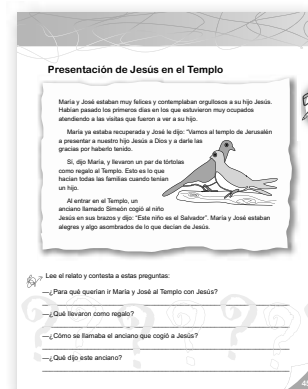 Presentación de Jesús en el Templo
María y José estaban muy felices y contemplaban orgullosos a su hijo Jesús.
Habían pasado los primeros días en los que estuvieron muy ocupados
atendiendo a las visitas que fueron a ver a su hijo.
María ya estaba recuperada y José le dijo: "Vamos al templo de Jerusalén
a presentar a nuestro hijo Jesús a Dios y a darle las
gracias por haberlo tenido.
Sí, dijo María, y llevaron un par de tórtolas
como regalo al Templo. Esto es lo que
hacían todas las familias cuando tenían
un hijo.
Al entrar en el Templo, un
anciano llamado Simeón cogió al niño
Jesús en sus brazos y dijo: "Este niño es el Salvador". María y José estaban
alegres y algo asombrados de lo que decían de Jesús.
Lee el relato y contesta a estas preguntas:
—¿Para qué querían ir María y José al Templo con Jesús?
—¿Qué llevaron como regalo?
—¿Cómo se llamaba el anciano que cogió a Jesús?
—¿Qué dijo este anciano?